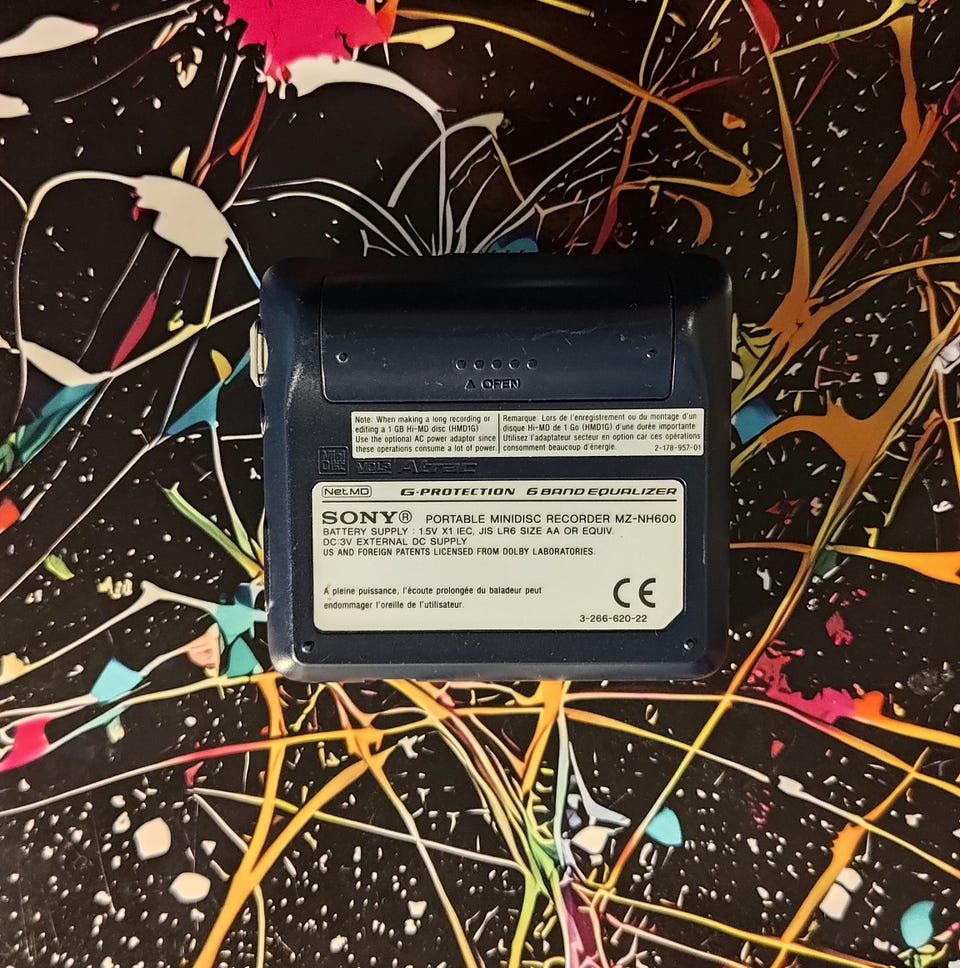 ▲ OPEN
Note: When making a long recording or
editing a 1 GB Hi-MD disc (HMD1G)
Use the optional AC power adaptor since
these operations consume a lot of power.
Remarque: Lors de l'enregistrement ou du montage d'un
disque Hi-MD de 1 Go (HMD1G) d'une durée importante
Utilisez l'adaptateur secteur en option car ces opérations
consomment beaucoup d'énergie.
2-178-957-01
Mini Disc MDLP ATRAC
Net MD G-PROTECTION 6 BAND EQUALIZER
SONY® PORTABLE MINIDISC RECORDER MZ-NH600
BATTERY SUPPLY : 1.5V X1 IEC, JIS LR6 SIZE AA OR EQUIV.
DC:3V EXTERNAL DC SUPPLY
US AND FOREIGN PATENTS LICENSED FROM DOLBY LABORATORIES.
À pleine puissance, l'écoute prolongée du baladeur peut
endommager l'oreille de l'utilisateur.
CE
3-266-620-22